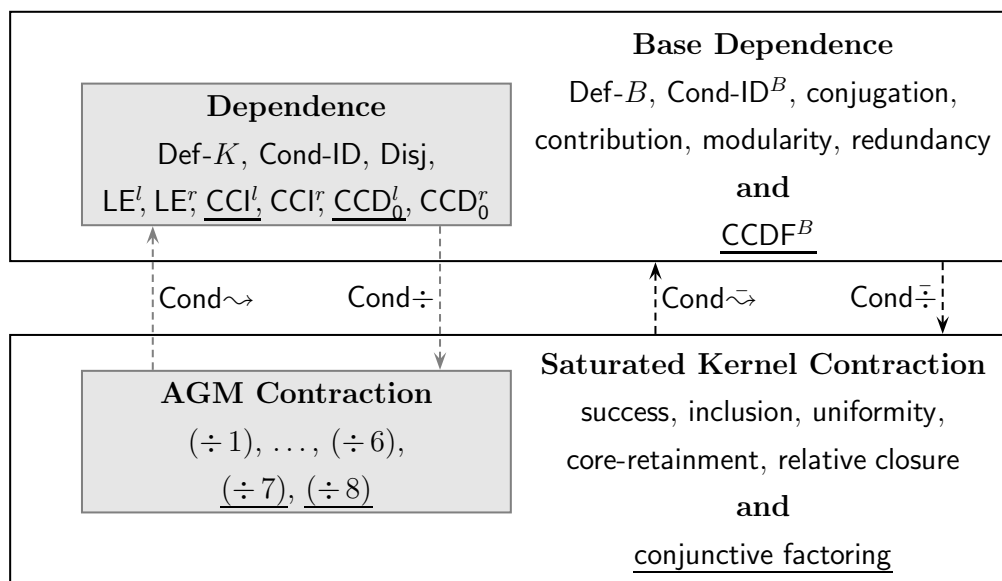 Base Dependence
Def-B, Cond-ID^B, conjugation,
contribution, modularity, redundancy
and
CCDF^B
Dependence
Def-K, Cond-ID, Disj,
LE^l, LE^r, CCI^l, CCI^r, CCD_0^l, CCD_0^r
Cond⤳
Cond÷
Cond⤳̄
Cond÷̄
AGM Contraction
(÷1), …, (÷6),
(÷7), (÷8)
Saturated Kernel Contraction
success, inclusion, uniformity,
core-retainment, relative closure
and
conjunctive factoring